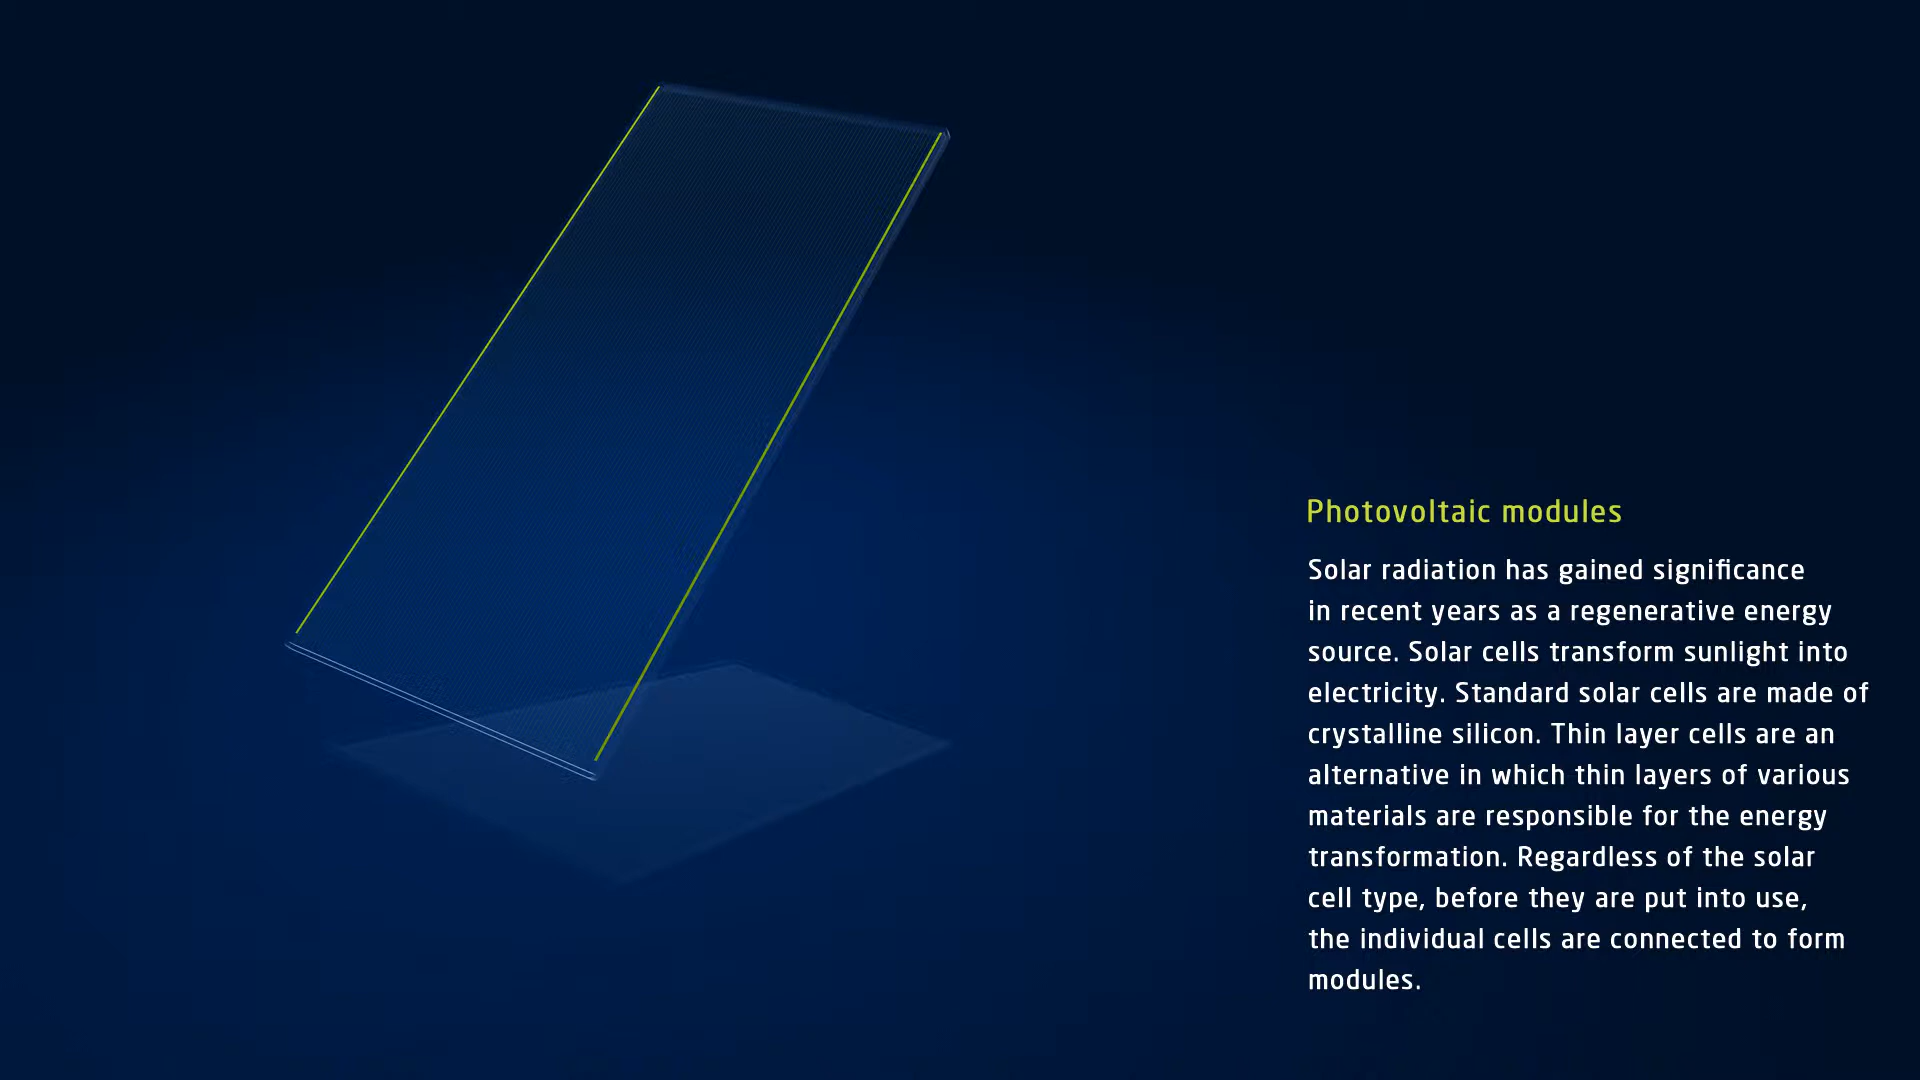 Photovoltaic modules
Solar radiation has gained significance
in recent years as a regenerative energy
source. Solar cells transform sunlight into
electricity. Standard solar cells are made of
crystalline silicon. Thin layer cells are an
alternative in which thin layers of various
materials are responsible for the energy
transformation. Regardless of the solar
cell type, before they are put into use,
the individual cells are connected to form
modules.